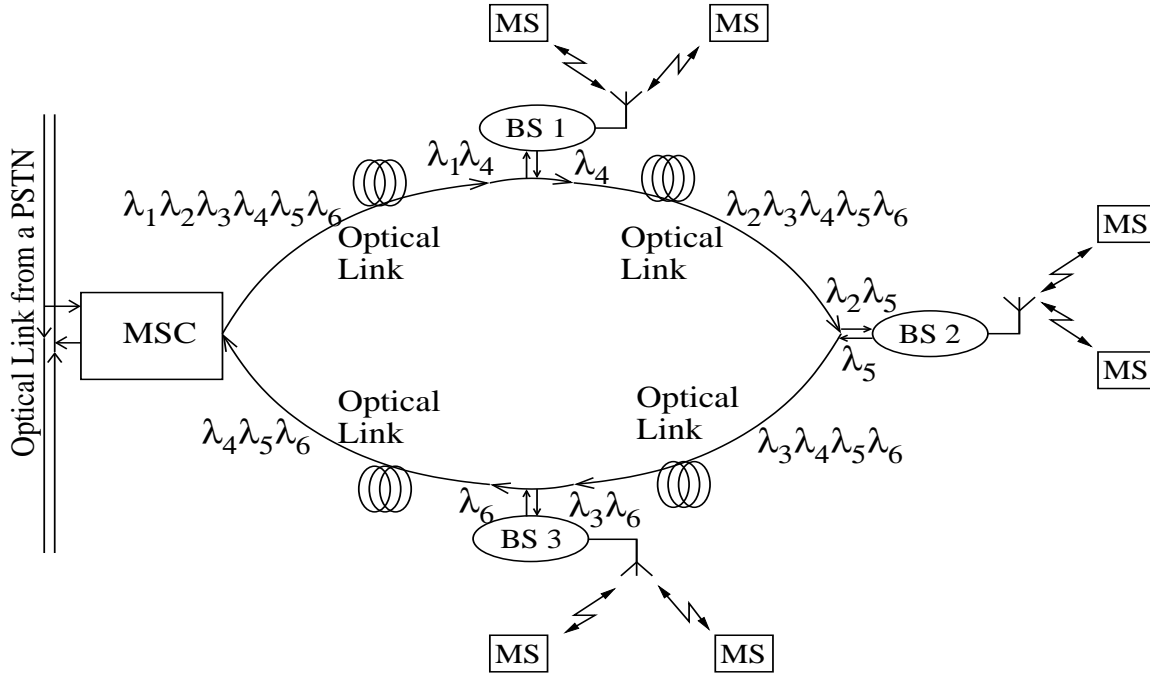 MS
MS
BS 1
λ1λ4
λ4
λ1λ2λ3λ4λ5λ6
λ2λ3λ4λ5λ6
Optical
Link
Optical
Link
MS
Optical Link from a PSTN
MSC
λ2λ5
BS 2
λ5
MS
Optical
Link
Optical
Link
λ4λ5λ6
λ3λ4λ5λ6
λ6
λ3λ6
BS 3
MS
MS